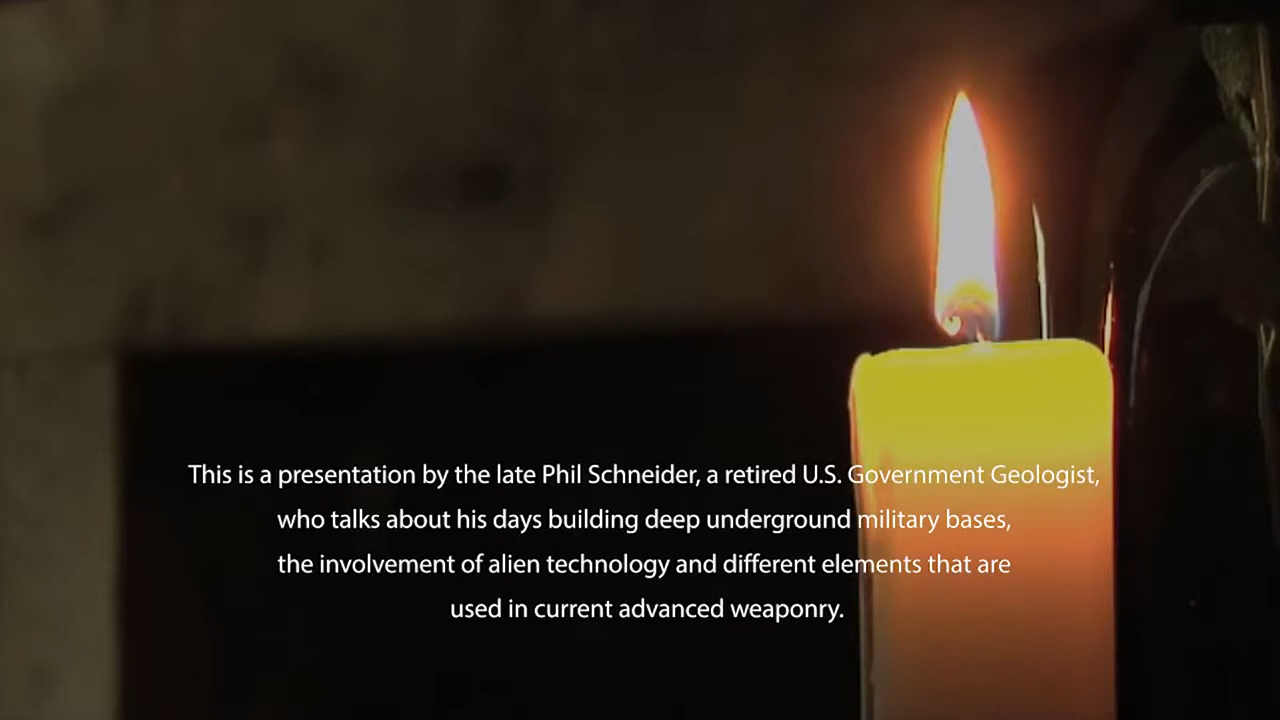 This is a presentation by the late Phil Schneider, a retired U.S. Government Geologist,
who talks about his days building deep underground military bases,
the involvement of alien technology and different elements that are
used in current advanced weaponry.